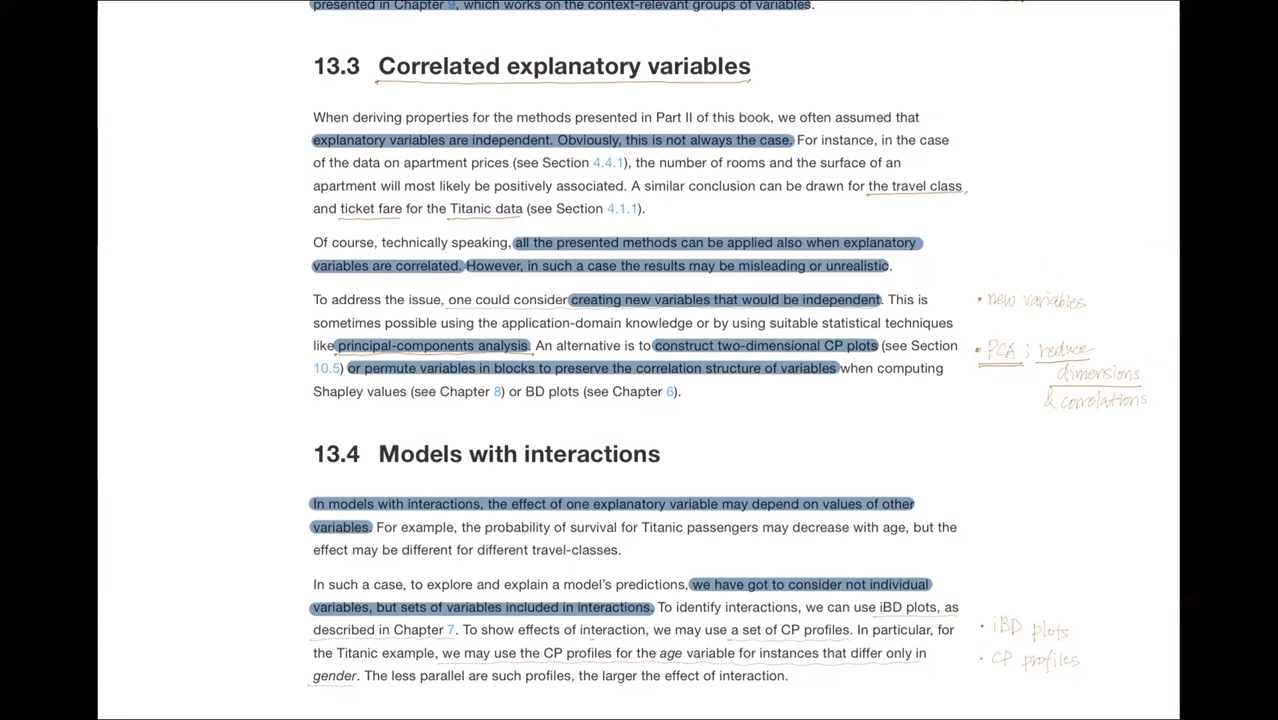 presented in Chapter 9, which works on the context-relevant groups of variables.
13.3 Correlated explanatory variables
When deriving properties for the methods presented in Part II of this book, we often assumed that
explanatory variables are independent. Obviously, this is not always the case. For instance, in the case
of the data on apartment prices (see Section 4.4.1), the number of rooms and the surface of an
apartment will most likely be positively associated. A similar conclusion can be drawn for the travel class
and ticket fare for the Titanic data (see Section 4.1.1).
Of course, technically speaking, all the presented methods can be applied also when explanatory
variables are correlated. However, in such a case the results may be misleading or unrealistic.
To address the issue, one could consider creating new variables that would be independent. This is
sometimes possible using the application-domain knowledge or by using suitable statistical techniques
like principal-components analysis. An alternative is to construct two-dimensional CP plots (see Section
10.5) or permute variables in blocks to preserve the correlation structure of variables when computing
Shapley values (see Chapter 8) or BD plots (see Chapter 6).
• new variables
• PCA ; reduce
dimensions
& correlations
13.4 Models with interactions
In models with interactions, the effect of one explanatory variable may depend on values of other
variables. For example, the probability of survival for Titanic passengers may decrease with age, but the
effect may be different for different travel-classes.
In such a case, to explore and explain a model's predictions, we have got to consider not individual
variables, but sets of variables included in interactions. To identify interactions, we can use iBD plots, as
described in Chapter 7. To show effects of interaction, we may use a set of CP profiles. In particular, for
the Titanic example, we may use the CP profiles for the age variable for instances that differ only in
gender. The less parallel are such profiles, the larger the effect of interaction.
• iBD plots
• CP profiles